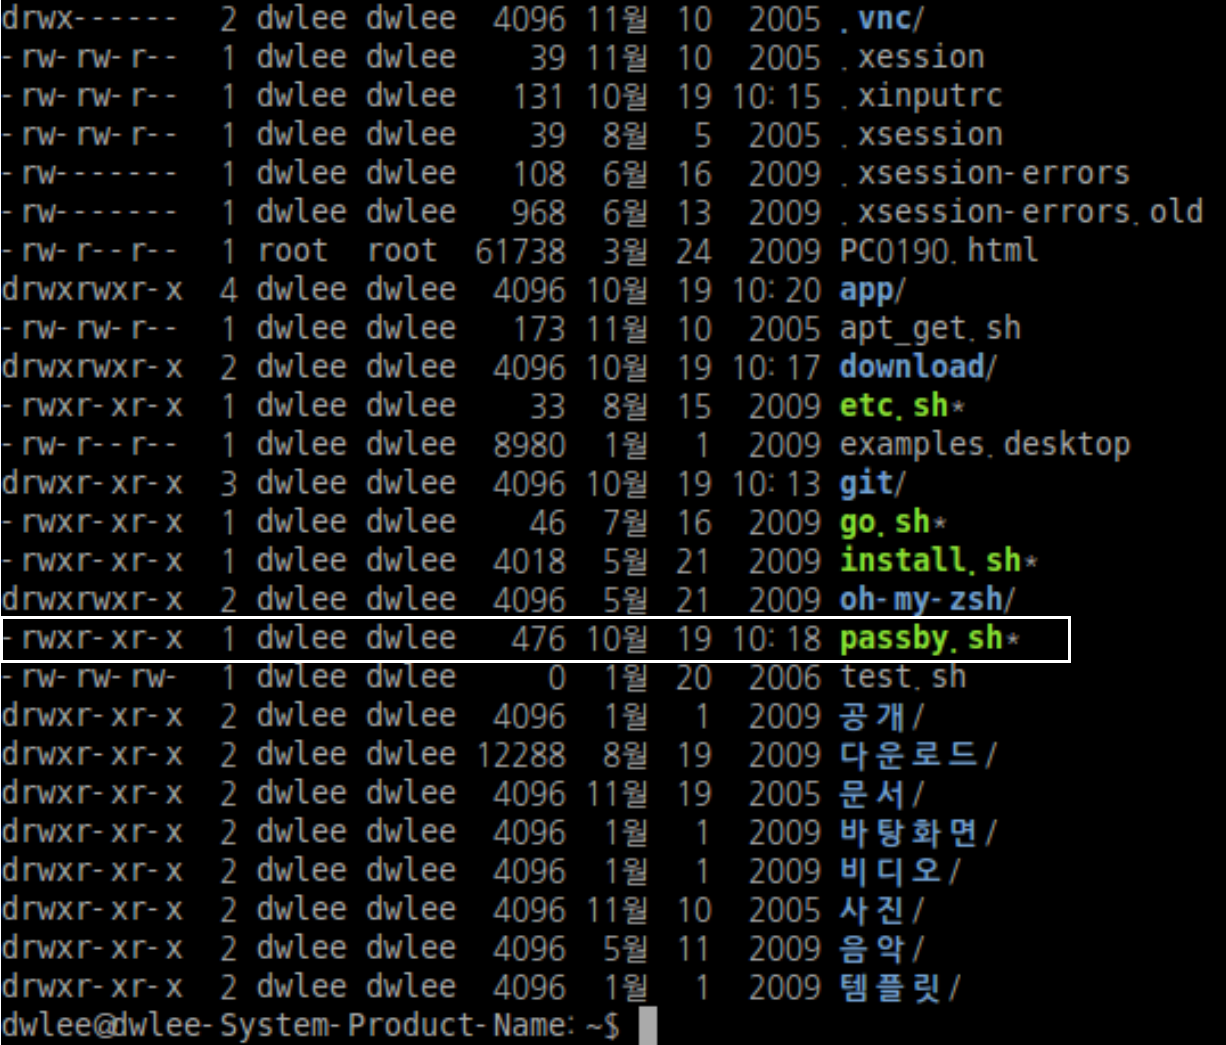 drwx------ 2 dwlee dwlee 4096 11월 10 2005 .vnc/
-rw-rw-r-- 1 dwlee dwlee 39 11월 10 2005 .xession
-rw-rw-r-- 1 dwlee dwlee 131 10월 19 10:15 .xinputrc
-rw-rw-r-- 1 dwlee dwlee 39 8월 5 2005 .xsession
-rw------- 1 dwlee dwlee 108 6월 16 2009 .xsession-errors
-rw------- 1 dwlee dwlee 968 6월 13 2009 .xsession-errors.old
-rw-r--r-- 1 root root 61738 3월 24 2009 PC0190.html
drwxrwxr-x 4 dwlee dwlee 4096 10월 19 10:20 app/
-rw-rw-r-- 1 dwlee dwlee 173 11월 10 2005 apt_get.sh
drwxrwxr-x 2 dwlee dwlee 4096 10월 19 10:17 download/
-rwxr-xr-x 1 dwlee dwlee 33 8월 15 2009 etc.sh*
-rw-r--r-- 1 dwlee dwlee 8980 1월 1 2009 examples.desktop
drwxr-xr-x 3 dwlee dwlee 4096 10월 19 10:13 git/
-rwxr-xr-x 1 dwlee dwlee 46 7월 16 2009 go.sh*
-rwxr-xr-x 1 dwlee dwlee 4018 5월 21 2009 install.sh*
drwxrwxr-x 2 dwlee dwlee 4096 5월 21 2009 oh-my-zsh/
-rwxr-xr-x 1 dwlee dwlee 476 10월 19 10:18 passby.sh*
-rw-rw-rw- 1 dwlee dwlee 0 1월 20 2006 test.sh
drwxr-xr-x 2 dwlee dwlee 4096 1월 1 2009 공개/
drwxr-xr-x 2 dwlee dwlee 12288 8월 19 2009 다운로드/
drwxr-xr-x 2 dwlee dwlee 4096 11월 19 2005 문서/
drwxr-xr-x 2 dwlee dwlee 4096 1월 1 2009 바탕화면/
drwxr-xr-x 2 dwlee dwlee 4096 1월 1 2009 비디오/
drwxr-xr-x 2 dwlee dwlee 4096 11월 10 2005 사진/
drwxr-xr-x 2 dwlee dwlee 4096 5월 11 2009 음악/
drwxr-xr-x 2 dwlee dwlee 4096 1월 1 2009 템플릿/
dwlee@dwlee-System-Product-Name:~$